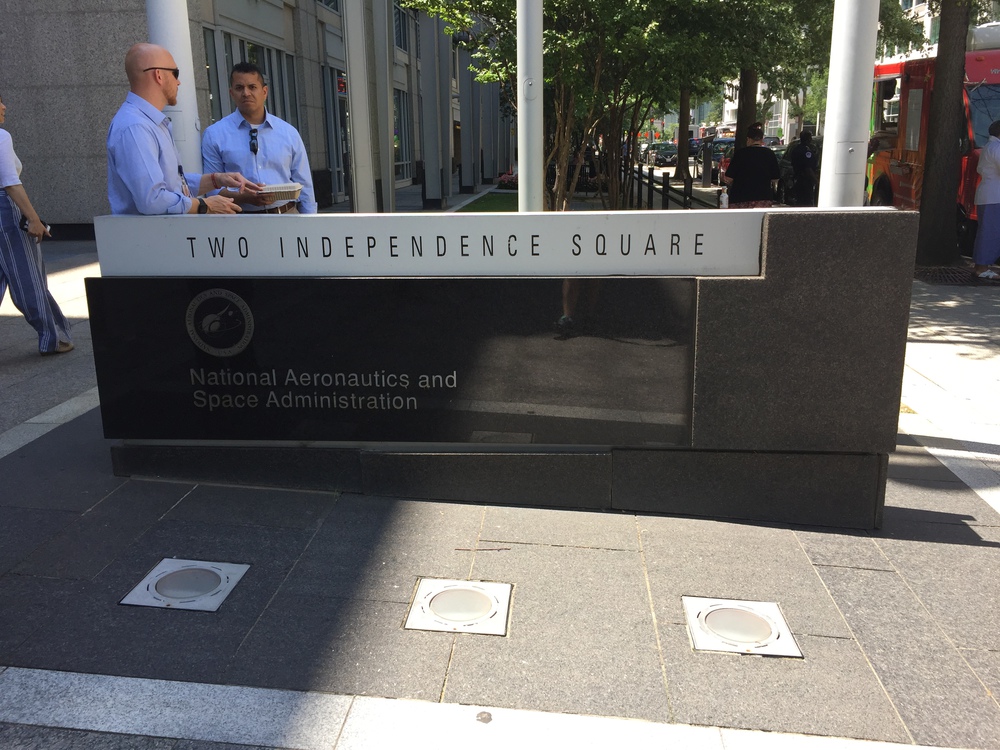 TWO INDEPENDENCE SQUARE
National Aeronautics and
Space Administration